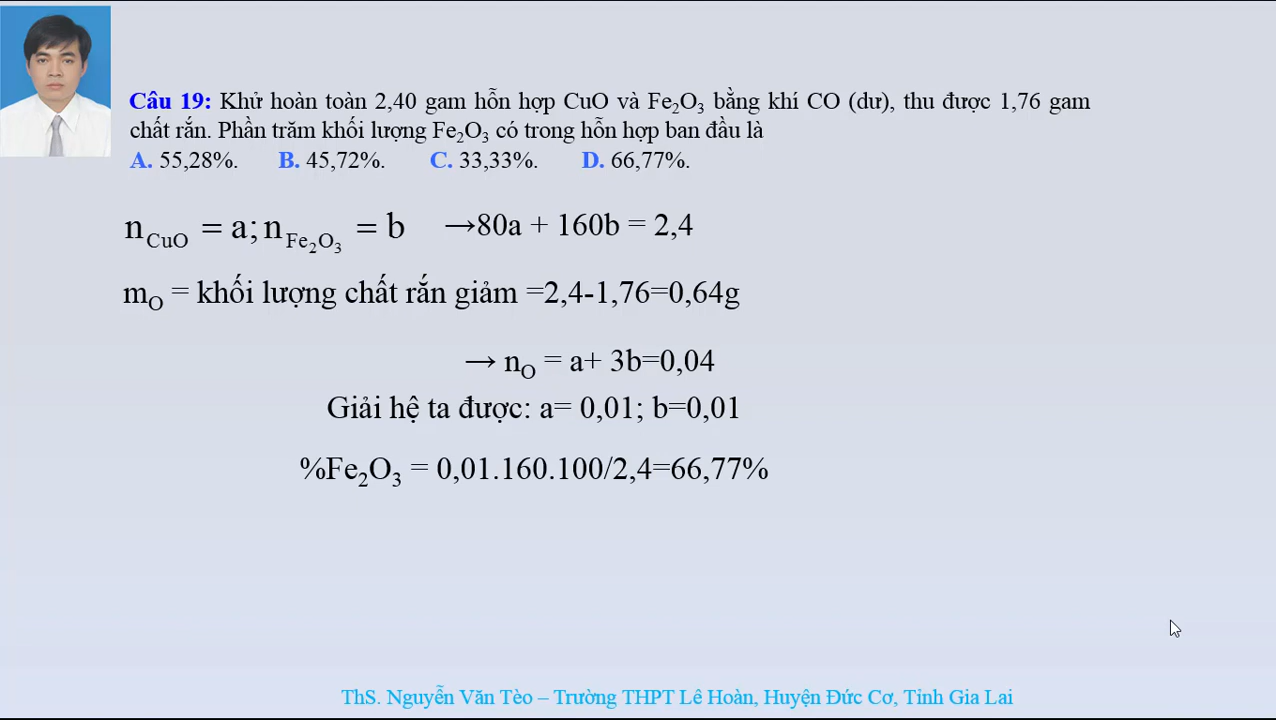 Câu 19: Khử hoàn toàn 2,40 gam hỗn hợp CuO và Fe₂O₃ bằng khí CO (dư), thu được 1,76 gam
chất rắn. Phần trăm khối lượng Fe₂O₃ có trong hỗn hợp ban đầu là
A. 55,28%. B. 45,72%. C. 33,33%. D. 66,77%.
n_CuO = a; n_Fe₂O₃ = b →80a + 160b = 2,4
m_O = khối lượng chất rắn giảm =2,4-1,76=0,64g
→ n_O = a+ 3b=0,04
Giải hệ ta được: a= 0,01; b=0,01
%Fe₂O₃ = 0,01.160.100/2,4=66,77%
ThS. Nguyễn Văn Tèo – Trường THPT Lê Hoàn, Huyện Đức Cơ, Tỉnh Gia Lai